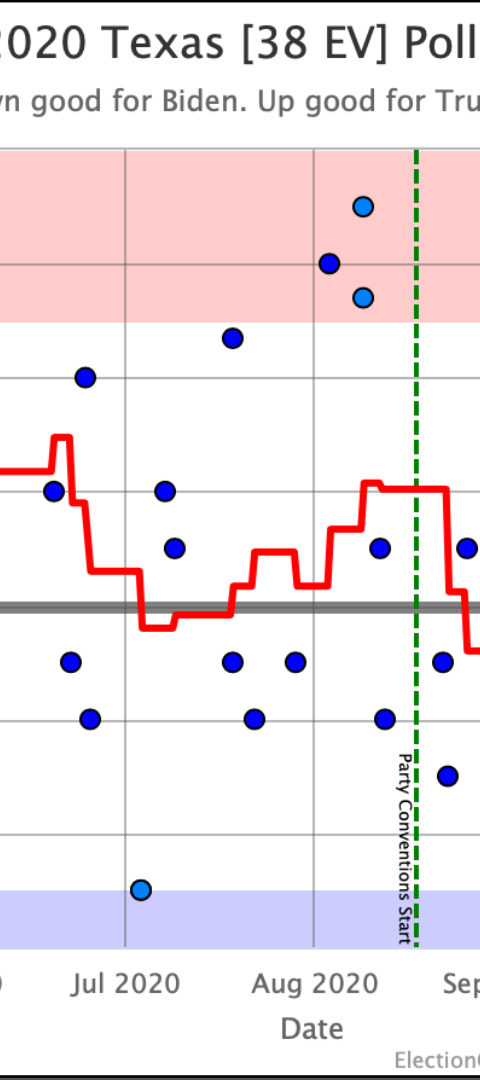 2020 Texas [38 EV] Poll
n good for Biden. Up good for Tru
Party Conventions Start
0
Jul 2020
Aug 2020
Sep
Date
Election